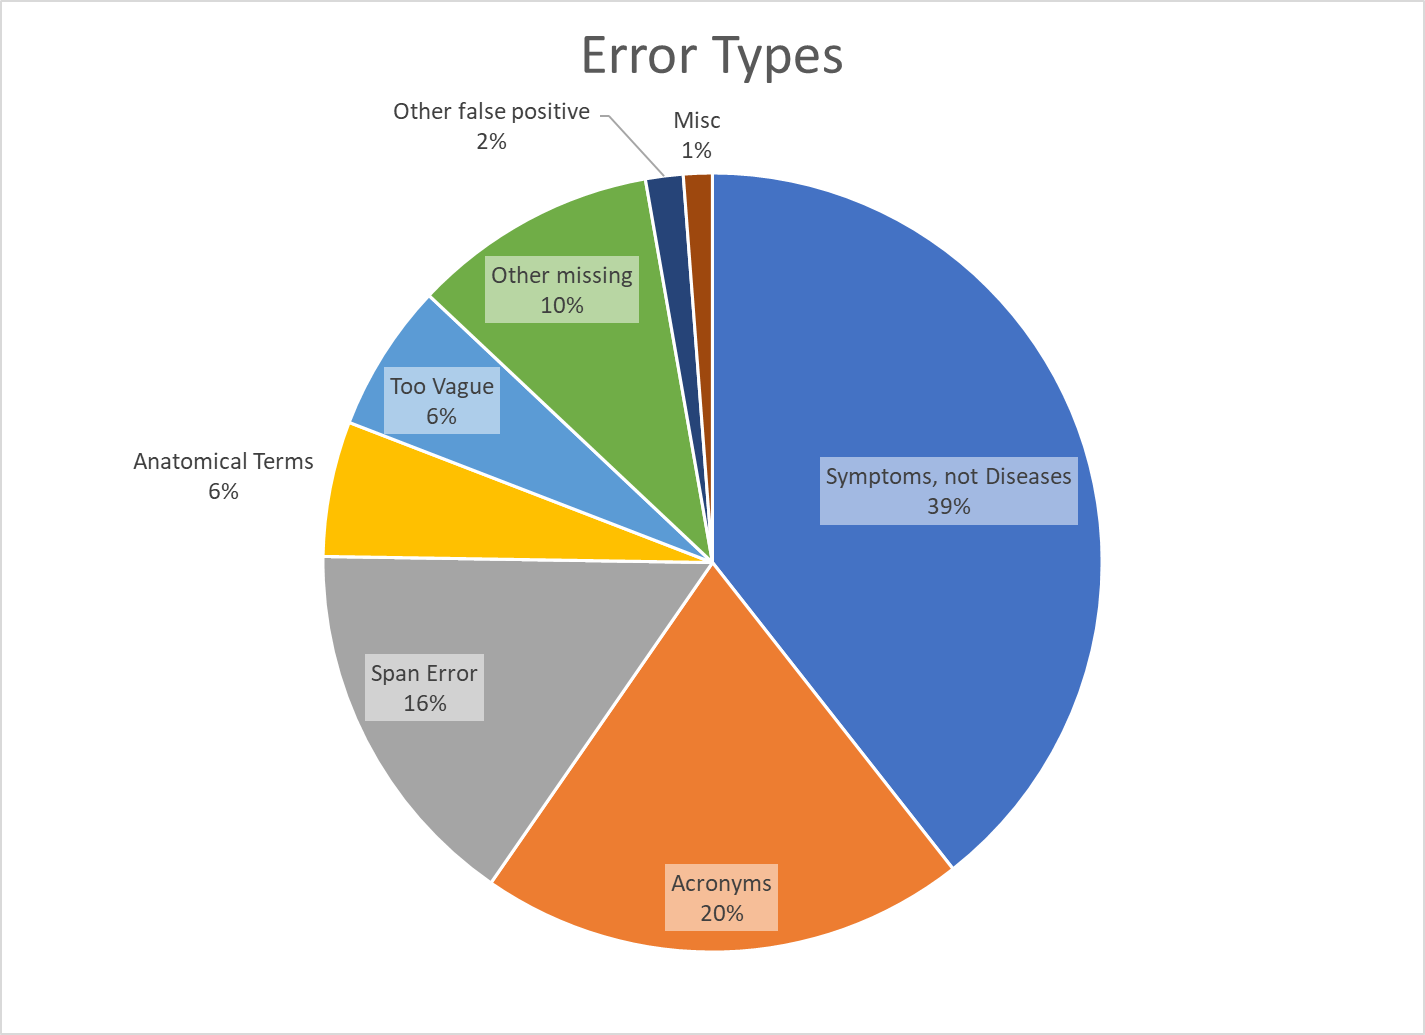 Error Types
Other false positive
2%
Misc
1%
Other missing
10%
Too Vague
6%
Anatomical Terms
6%
Symptoms, not Diseases
39%
Span Error
16%
Acronyms
20%